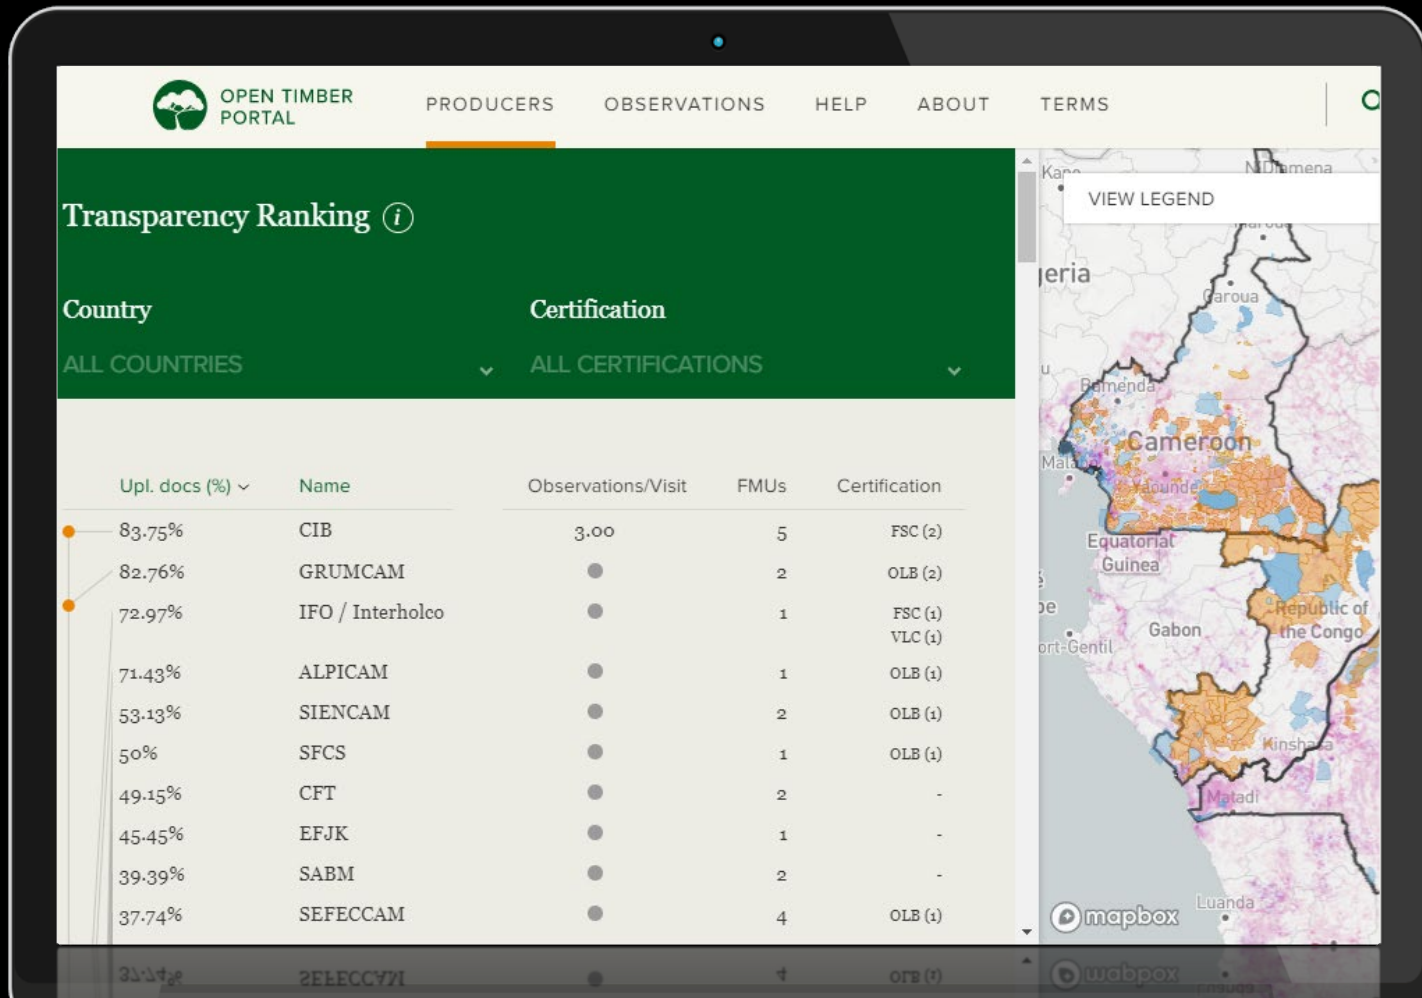 OPEN TIMBER
PORTAL
PRODUCERS
OBSERVATIONS
HELP
ABOUT
TERMS
Transparency Ranking i
Country
Certification
ALL COUNTRIES
ALL CERTIFICATIONS
Upl. docs (%) Name Observations/Visit FMUs Certification
83.75% CIB 3.00 5 FSC (2)
82.76% GRUMCAM 2 OLB (2)
72.97% IFO / Interholco 1 FSC (1)
VLC (1)
71.43% ALPICAM 1 OLB (1)
53.13% SIENCAM 2 OLB (1)
50% SFCS 1 OLB (1)
49.15% CFT 2 -
45.45% EFJK 1 -
39.39% SABM 2 -
37.74% SEFECCAM 4 OLB (1)
VIEW LEGEND
N'Djamena
Garoua
Bamenda
Cameroon
Yaounde
Equatorial
Guinea
Gabon
Republic of
the Congo
ort-Gentil
Kinshasa
Matadi
Luanda
mapbox